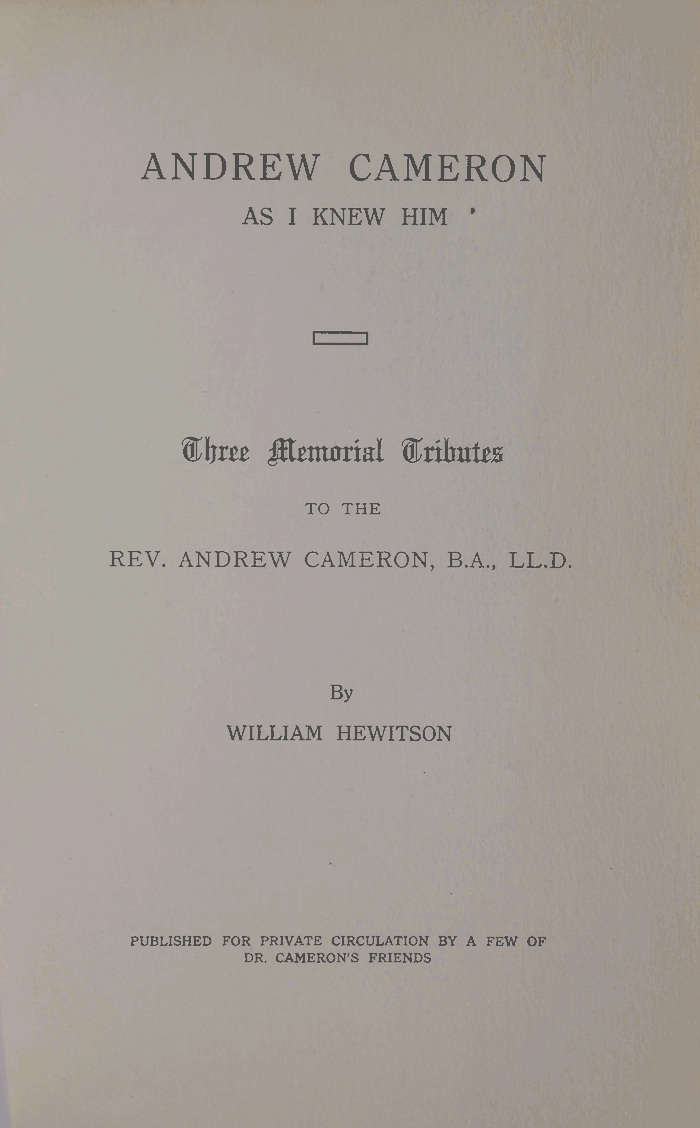 ANDREW CAMERON
AS I KNEW HIM
Three Memorial Tributes
TO THE
REV. ANDREW CAMERON, B.A., LL.D.
By
WILLIAM HEWITSON
PUBLISHED FOR PRIVATE CIRCULATION BY A FEW OF
DR. CAMERON'S FRIENDS